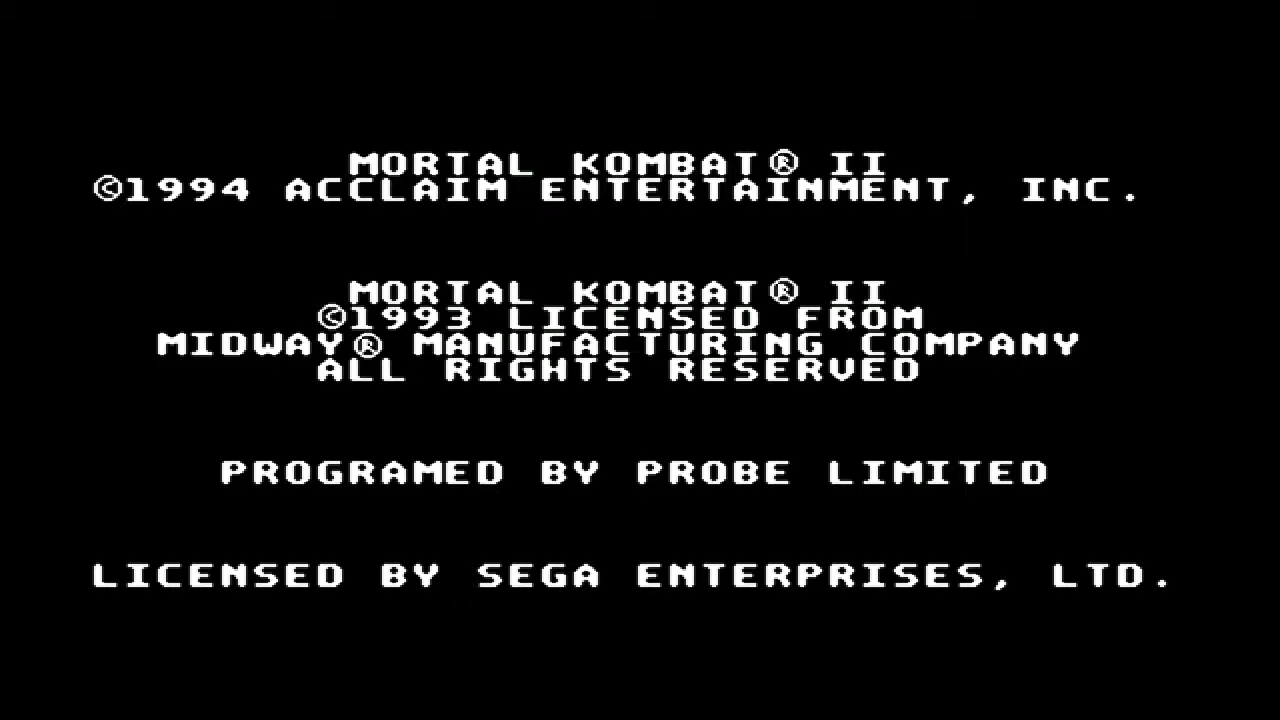 MORTAL KOMBAT® II
©1994 ACCLAIM ENTERTAINMENT, INC.
MORTAL KOMBAT® II
©1993 LICENSED FROM
MIDWAY® MANUFACTURING COMPANY
ALL RIGHTS RESERVED
PROGRAMED BY PROBE LIMITED
LICENSED BY SEGA ENTERPRISES, LTD.